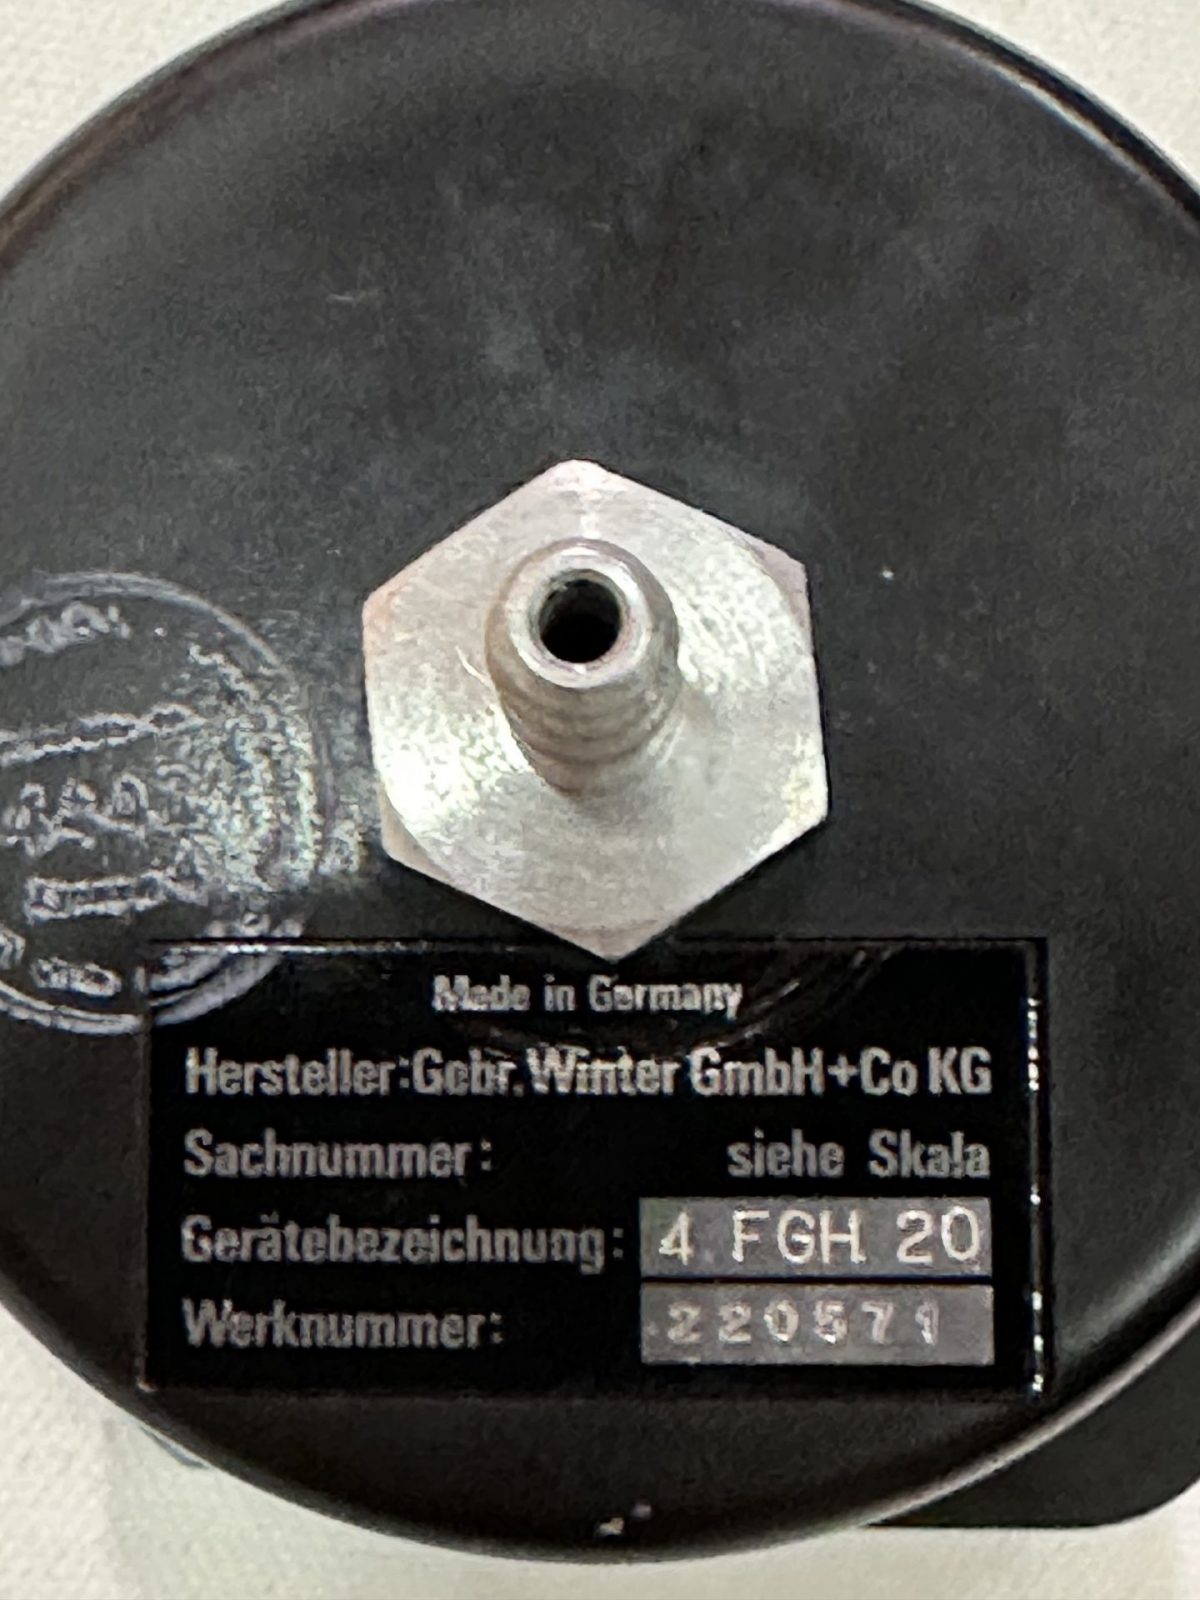 Made in Germany
Hersteller: Gebr. Winter GmbH+Co KG
Sachnummer: siehe Skala
Gerätebezeichnung: 4 FGH 20
Werknummer: 220571